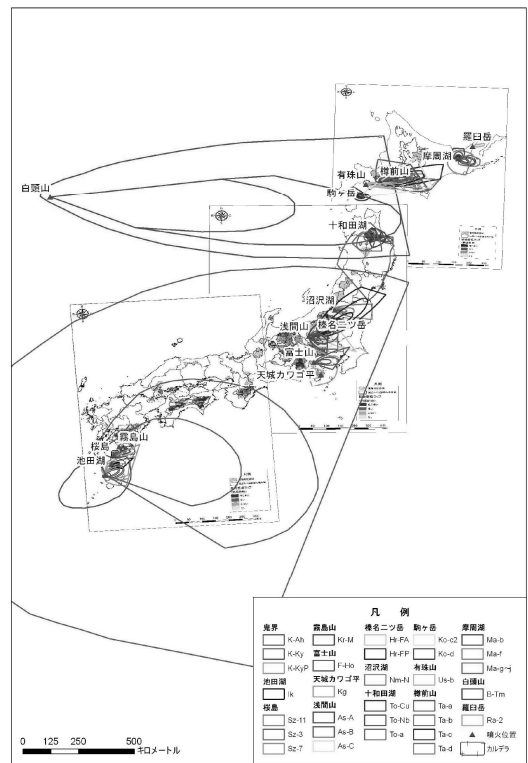 羅臼岳
摩周湖
有珠山
樽前山
駒ヶ岳
白頭山
十和田湖
沼沢湖
浅間山
榛名二ツ岳
富士山
天城カワゴ平
桜島
霧島山
池田湖
凡 例
鬼界
K-Ah
K-Ky
K-KyP
池田湖
Ik
桜島
Sz-11
Sz-3
Sz-7
霧島山
Kr-M
富士山
F-Ho
天城カワゴ平
Kg
浅間山
As-A
As-B
As-C
榛名二ツ岳
Hr-FA
Hr-FP
沼沢湖
Nm-N
十和田湖
To-Cu
To-Nb
To-a
駒ヶ岳
Ko-c2
Ko-d
有珠山
Us-b
樽前山
Ta-a
Ta-b
Ta-c
Ta-d
摩周湖
Ma-b
Ma-f
Ma-g~j
白頭山
B-Tm
羅臼岳
Ra-2
噴火位置
カルデラ
0 125 250 500
キロメートル